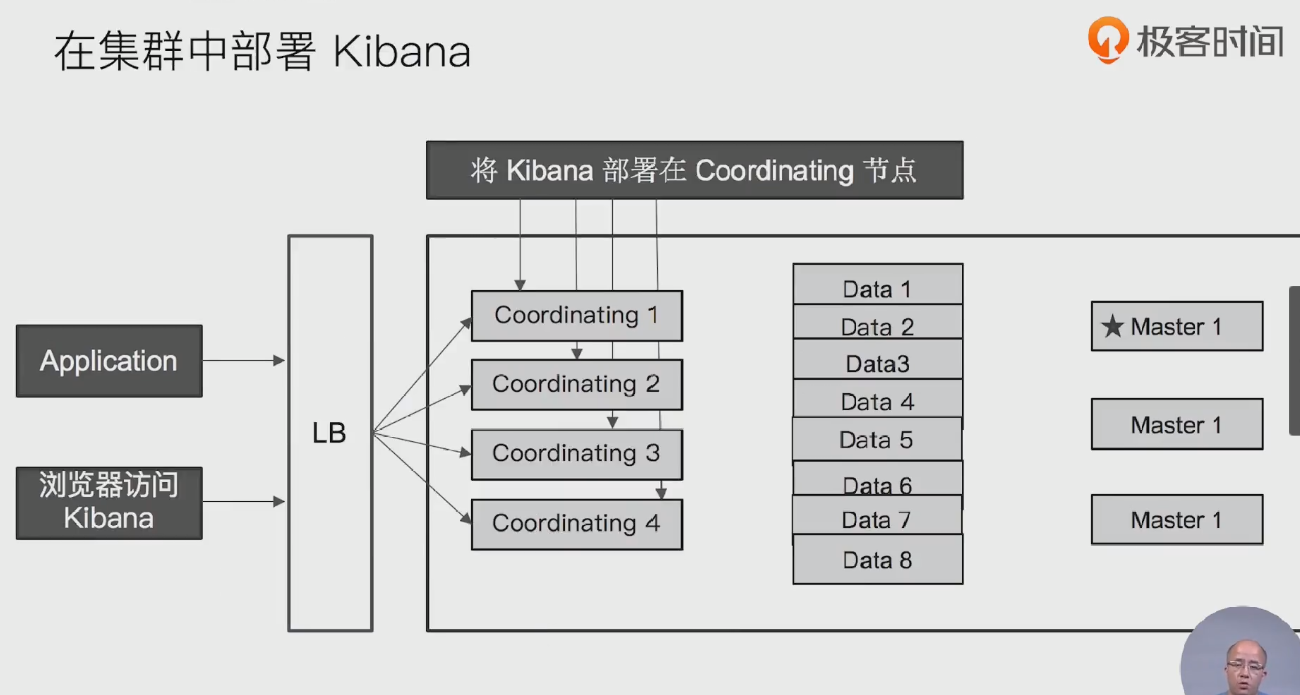 在集群中部署 Kibana
极客时间
将 Kibana 部署在 Coordinating 节点
Application
浏览器访问
Kibana
LB
Coordinating 1
Coordinating 2
Coordinating 3
Coordinating 4
Data 1
Data 2
Data3
Data 4
Data 5
Data 6
Data 7
Data 8
Master 1
Master 1
Master 1